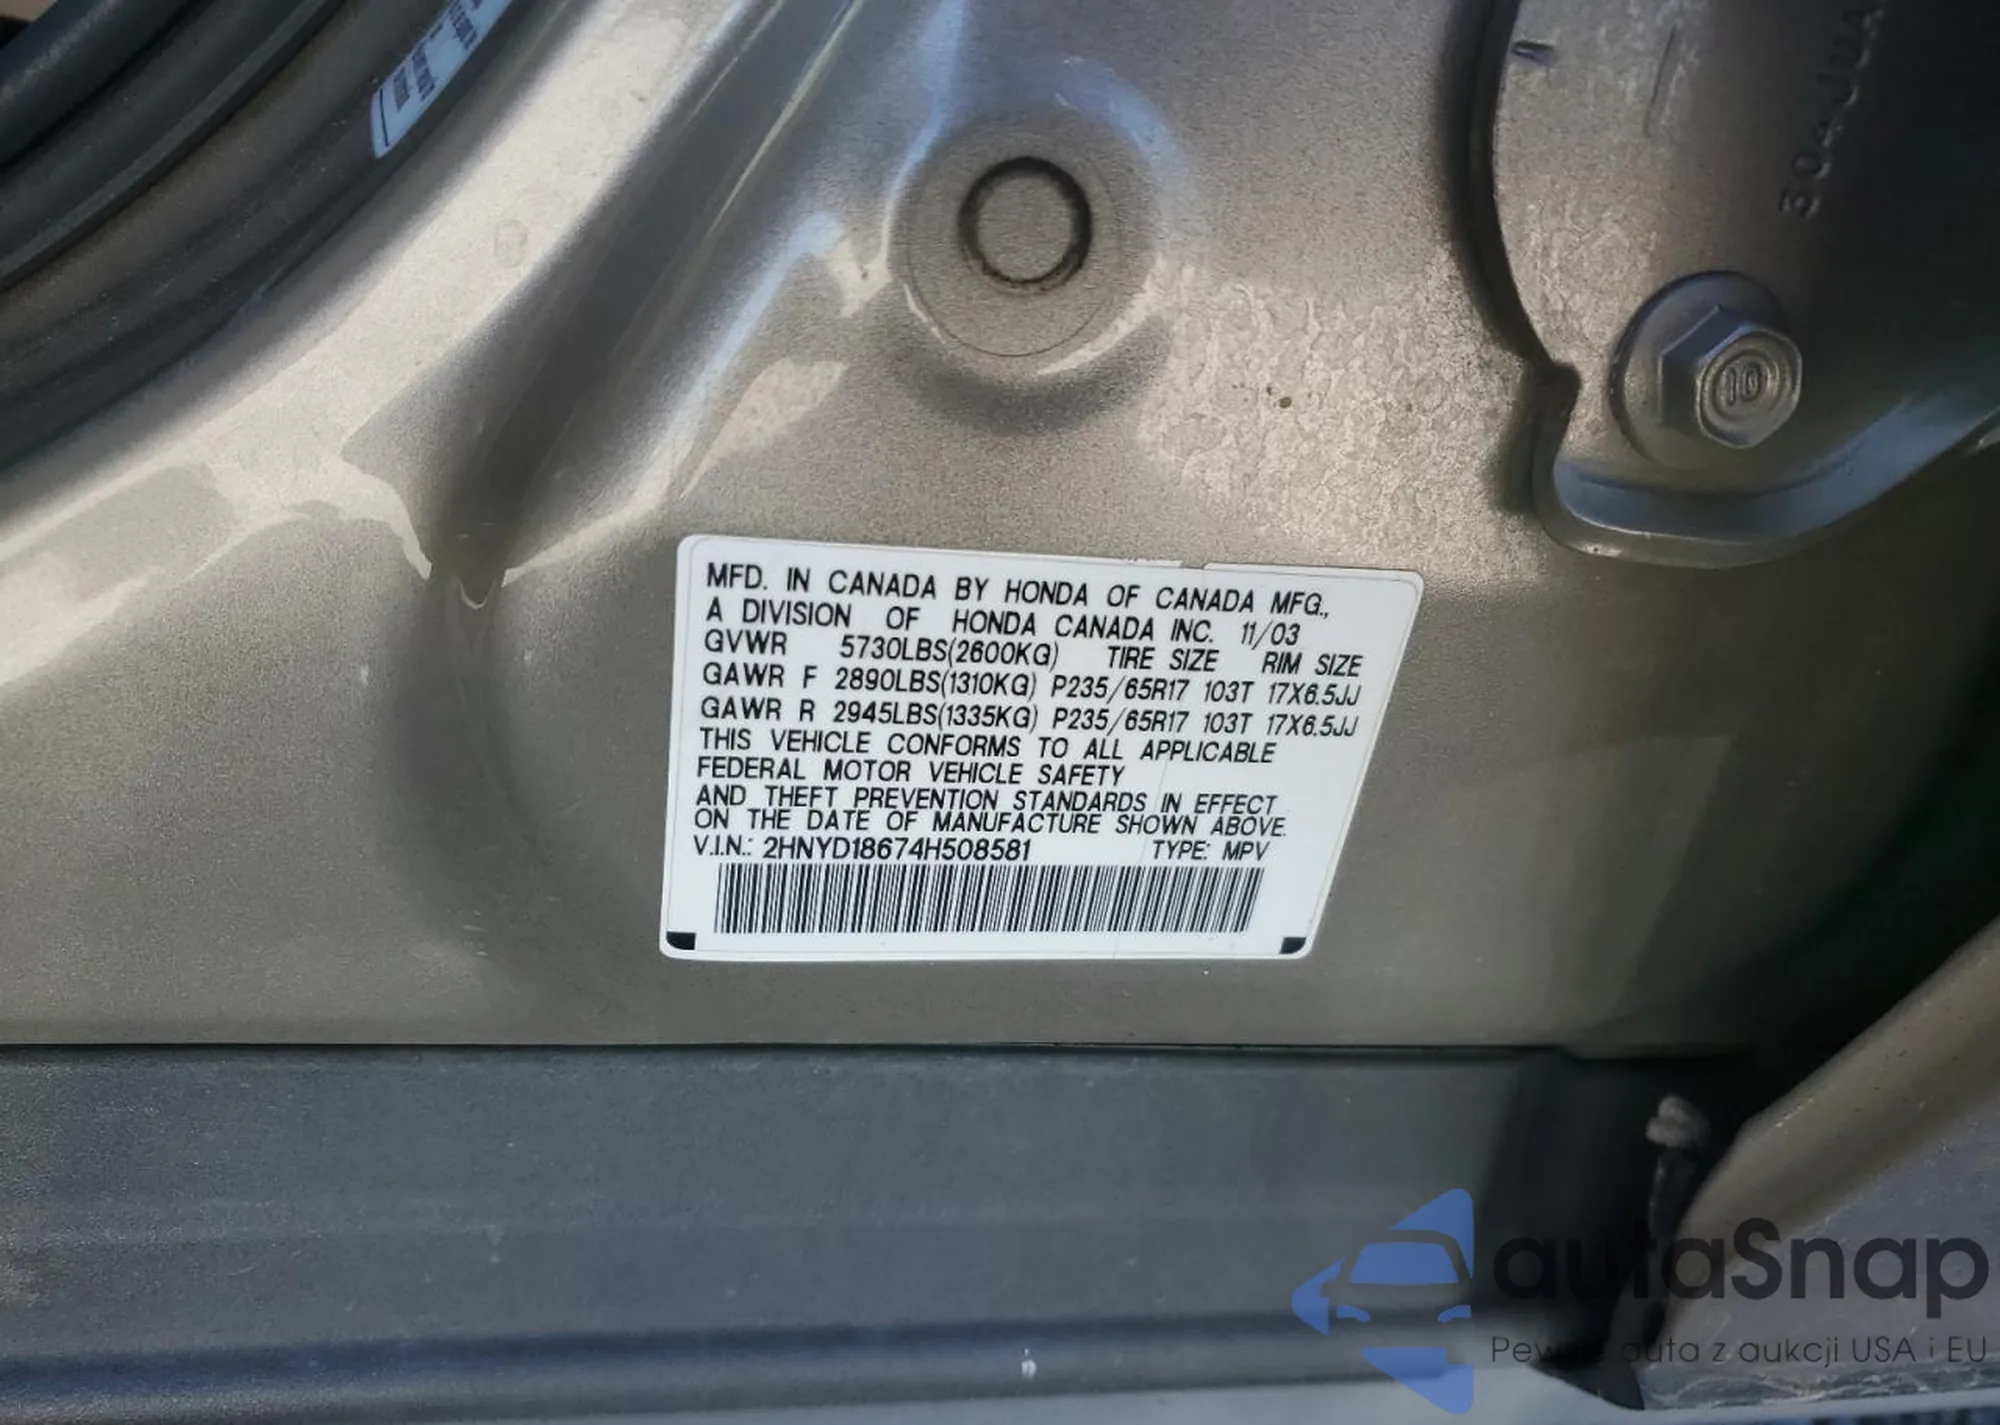 504JUA
10
MFD. IN CANADA BY HONDA OF CANADA MFG.,
A DIVISION OF HONDA CANADA INC. 11/03
GVWR 5730LBS(2600KG) TIRE SIZE RIM SIZE
GAWR F 2890LBS(1310KG) P235/65R17 103T 17X6.5JJ
GAWR R 2945LBS(1335KG) P235/65R17 103T 17X6.5JJ
THIS VEHICLE CONFORMS TO ALL APPLICABLE
FEDERAL MOTOR VEHICLE SAFETY
AND THEFT PREVENTION STANDARDS IN EFFECT
ON THE DATE OF MANUFACTURE SHOWN ABOVE.
V.I.N.: 2HNYD18674H508581 TYPE: MPV
autaSnap
auta z aukcji USA i EU